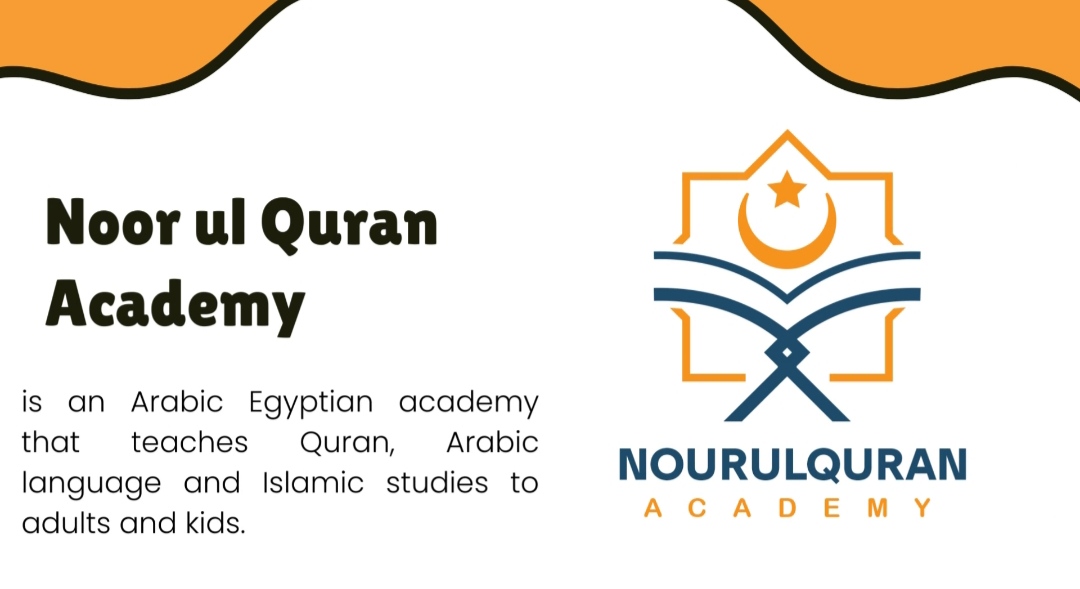 Noor ul Quran
Academy
is an Arabic Egyptian academy
that teaches Quran, Arabic
language and Islamic studies to
adults and kids.
NOURULQURAN
ACADEMY